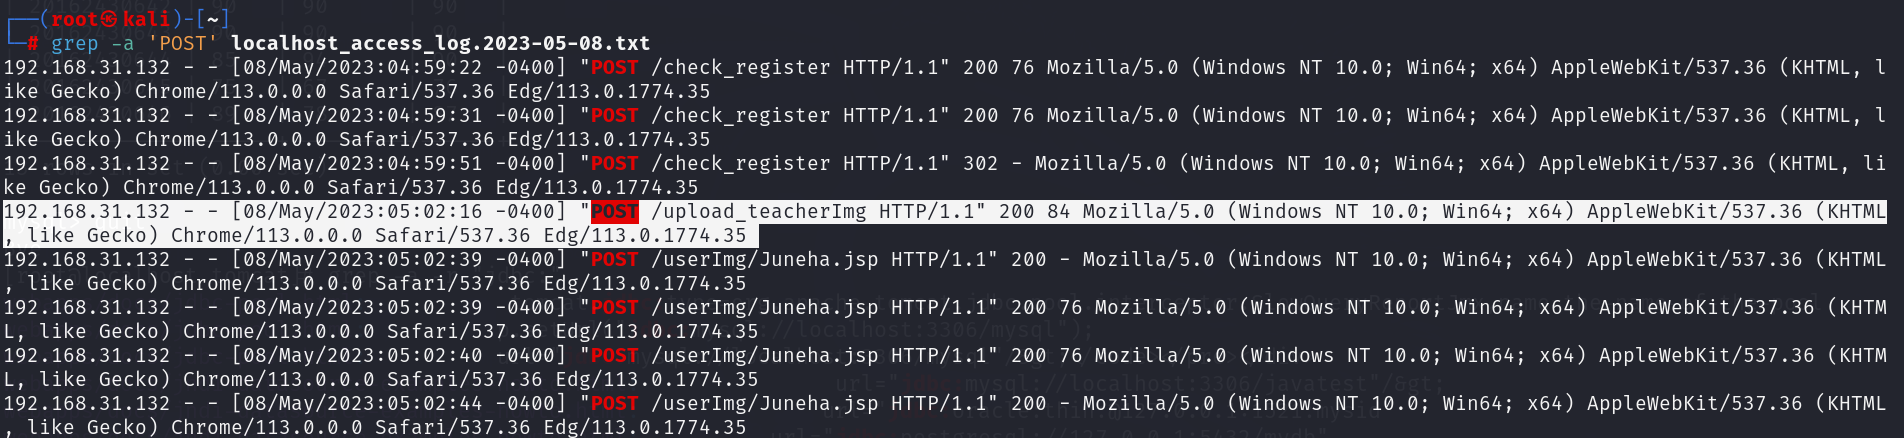 ┌──(root㉿kali)-[~]
└─# grep -a 'POST' localhost_access_log.2023-05-08.txt
192.168.31.132 - - [08/May/2023:04:59:22 -0400] "POST /check_register HTTP/1.1" 200 76 Mozilla/5.0 (Windows NT 10.0; Win64; x64) AppleWebKit/537.36 (KHTML, l
ike Gecko) Chrome/113.0.0.0 Safari/537.36 Edg/113.0.1774.35
192.168.31.132 - - [08/May/2023:04:59:31 -0400] "POST /check_register HTTP/1.1" 200 76 Mozilla/5.0 (Windows NT 10.0; Win64; x64) AppleWebKit/537.36 (KHTML, l
ike Gecko) Chrome/113.0.0.0 Safari/537.36 Edg/113.0.1774.35
192.168.31.132 - - [08/May/2023:04:59:51 -0400] "POST /check_register HTTP/1.1" 302 - Mozilla/5.0 (Windows NT 10.0; Win64; x64) AppleWebKit/537.36 (KHTML, li
ke Gecko) Chrome/113.0.0.0 Safari/537.36 Edg/113.0.1774.35
192.168.31.132 - - [08/May/2023:05:02:16 -0400] "POST /upload_teacherImg HTTP/1.1" 200 84 Mozilla/5.0 (Windows NT 10.0; Win64; x64) AppleWebKit/537.36 (KHTML
, like Gecko) Chrome/113.0.0.0 Safari/537.36 Edg/113.0.1774.35
192.168.31.132 - - [08/May/2023:05:02:39 -0400] "POST /userImg/Juneha.jsp HTTP/1.1" 200 - Mozilla/5.0 (Windows NT 10.0; Win64; x64) AppleWebKit/537.36 (KHTML
, like Gecko) Chrome/113.0.0.0 Safari/537.36 Edg/113.0.1774.35
192.168.31.132 - - [08/May/2023:05:02:39 -0400] "POST /userImg/Juneha.jsp HTTP/1.1" 200 76 Mozilla/5.0 (Windows NT 10.0; Win64; x64) AppleWebKit/537.36 (KHTM
L, like Gecko) Chrome/113.0.0.0 Safari/537.36 Edg/113.0.1774.35
192.168.31.132 - - [08/May/2023:05:02:40 -0400] "POST /userImg/Juneha.jsp HTTP/1.1" 200 76 Mozilla/5.0 (Windows NT 10.0; Win64; x64) AppleWebKit/537.36 (KHTM
L, like Gecko) Chrome/113.0.0.0 Safari/537.36 Edg/113.0.1774.35
192.168.31.132 - - [08/May/2023:05:02:44 -0400] "POST /userImg/Juneha.jsp HTTP/1.1" 200 - Mozilla/5.0 (Windows NT 10.0; Win64; x64) AppleWebKit/537.36 (KHTML
, like Gecko) Chrome/113.0.0.0 Safari/537.36 Edg/113.0.1774.35